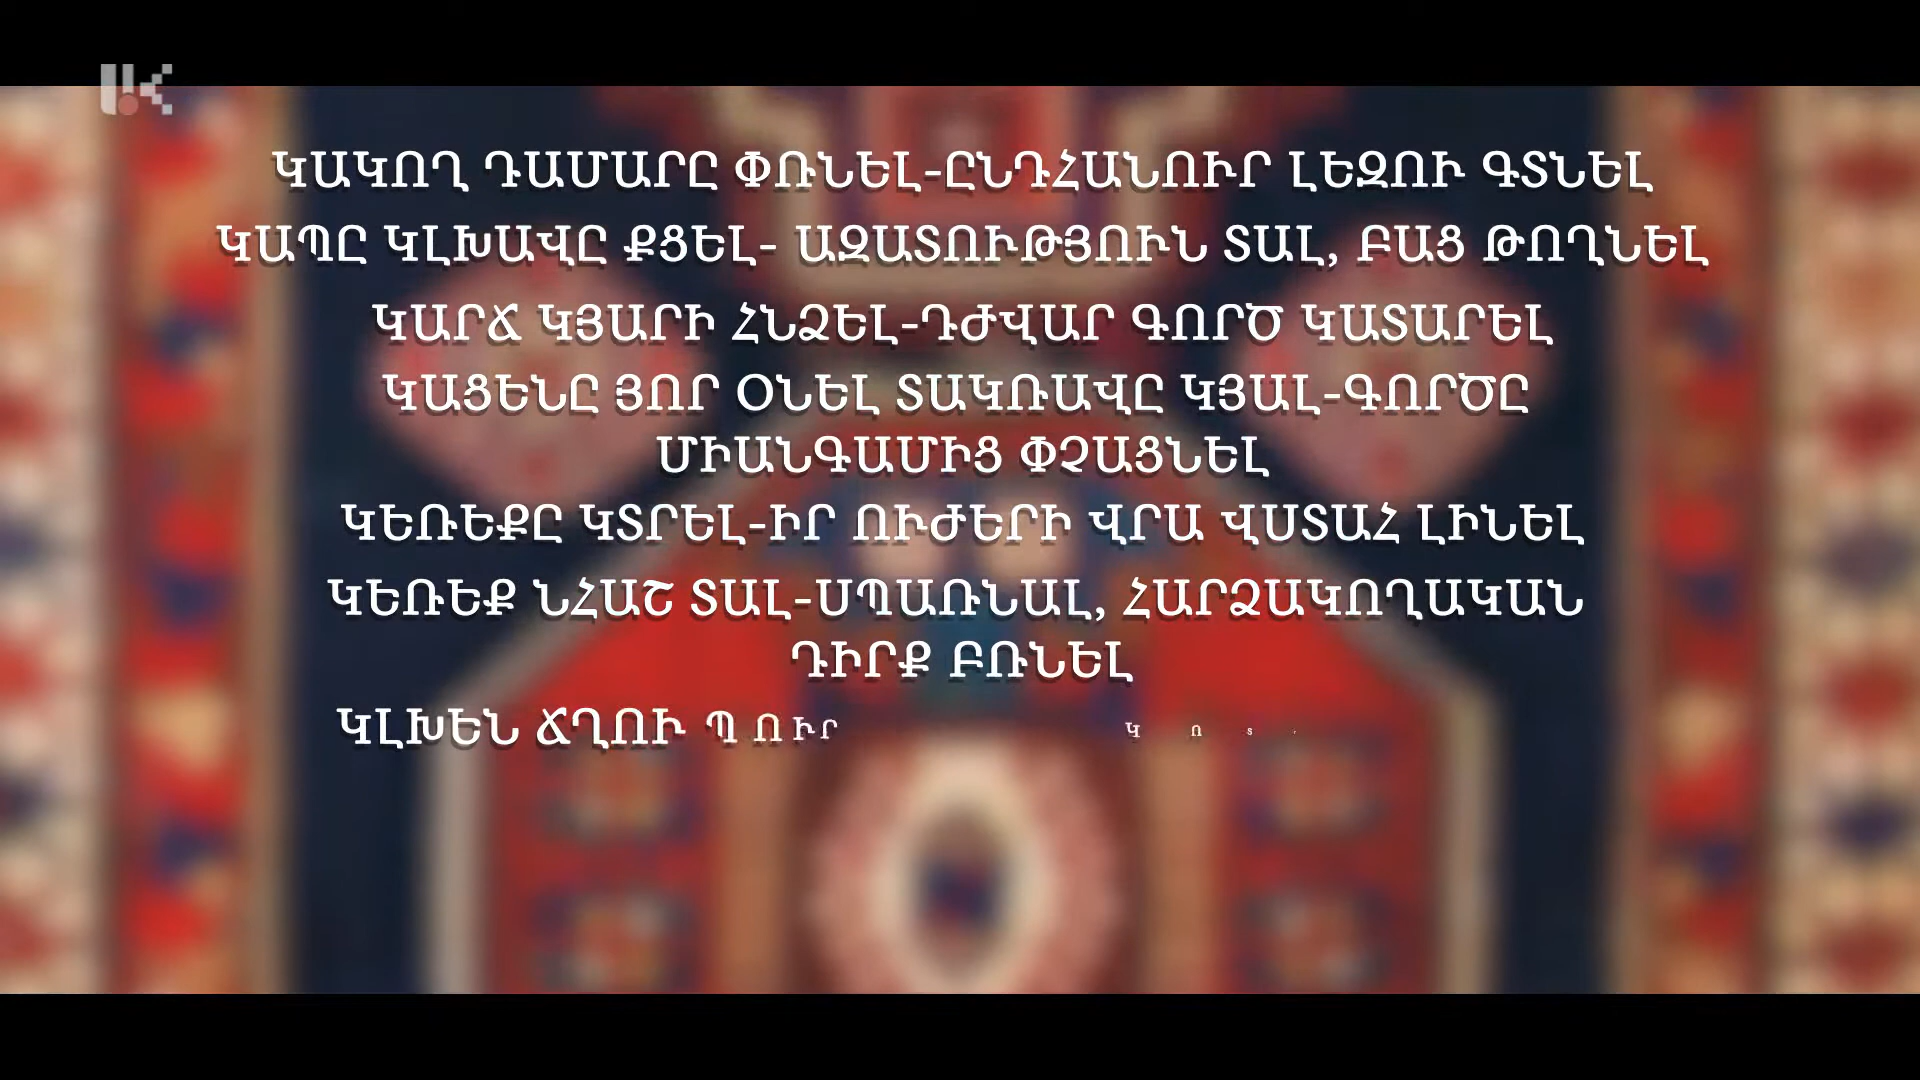 ԿԱԿՈՂ ԴԱՄԱՐԸ ՓՌՆԵԼ-ԸՆԴՀԱՆՈՒՐ ԼԵԶՈՒ ԳՏՆԵԼ
ԿԱՊԸ ԿԼԽԱՎԸ ՔՑԵԼ- ԱԶԱՏՈՒԹՅՈՒՆ ՏԱԼ, ԲԱՑ ԹՈՂՆԵԼ
ԿԱՐՃ ԿՅԱՐԻ ՀՆՁԵԼ-ԴԺՎԱՐ ԳՈՐԾ ԿԱՏԱՐԵԼ
ԿԱՑԵՆԸ ՅՈՐ ՕՆԵԼ ՏԱԿՌԱՎԸ ԿՅԱԼ-ԳՈՐԾԸ
ՄԻԱՆԳԱՄԻՑ ՓՉԱՑՆԵԼ
ԿԵՌԵՔԸ ԿՏՐԵԼ-ԻՐ ՈՒԺԵՐԻ ՎՐԱ ՎՍՏԱՀ ԼԻՆԵԼ
ԿԵՌԵՔ ՆՀԱՇ ՏԱԼ-ՍՊԱՌՆԱԼ, ՀԱՐՁԱԿՈՂԱԿԱՆ
ԴԻՐՔ ԲՌՆԵԼ
ԿԼԽԵՆ ՃՂՈՒ ՊՈՒՐ ԿՈՏ